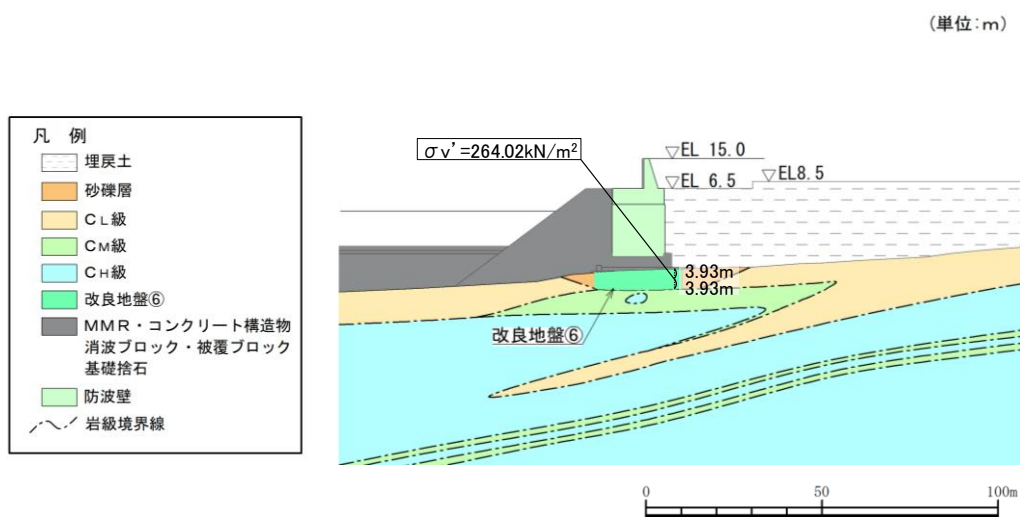 (単位:m)
凡 例
埋戻土
砂礫層
CL級
CM級
CH級
改良地盤⑥
MMR・コンクリート構造物
消波ブロック・被覆ブロック
基礎捨石
防波壁
岩級境界線
σv'=264.02kN/m²
▽EL 15.0
▽EL 6.5
▽EL8.5
3.93m
3.93m
改良地盤⑥
0 50 100m